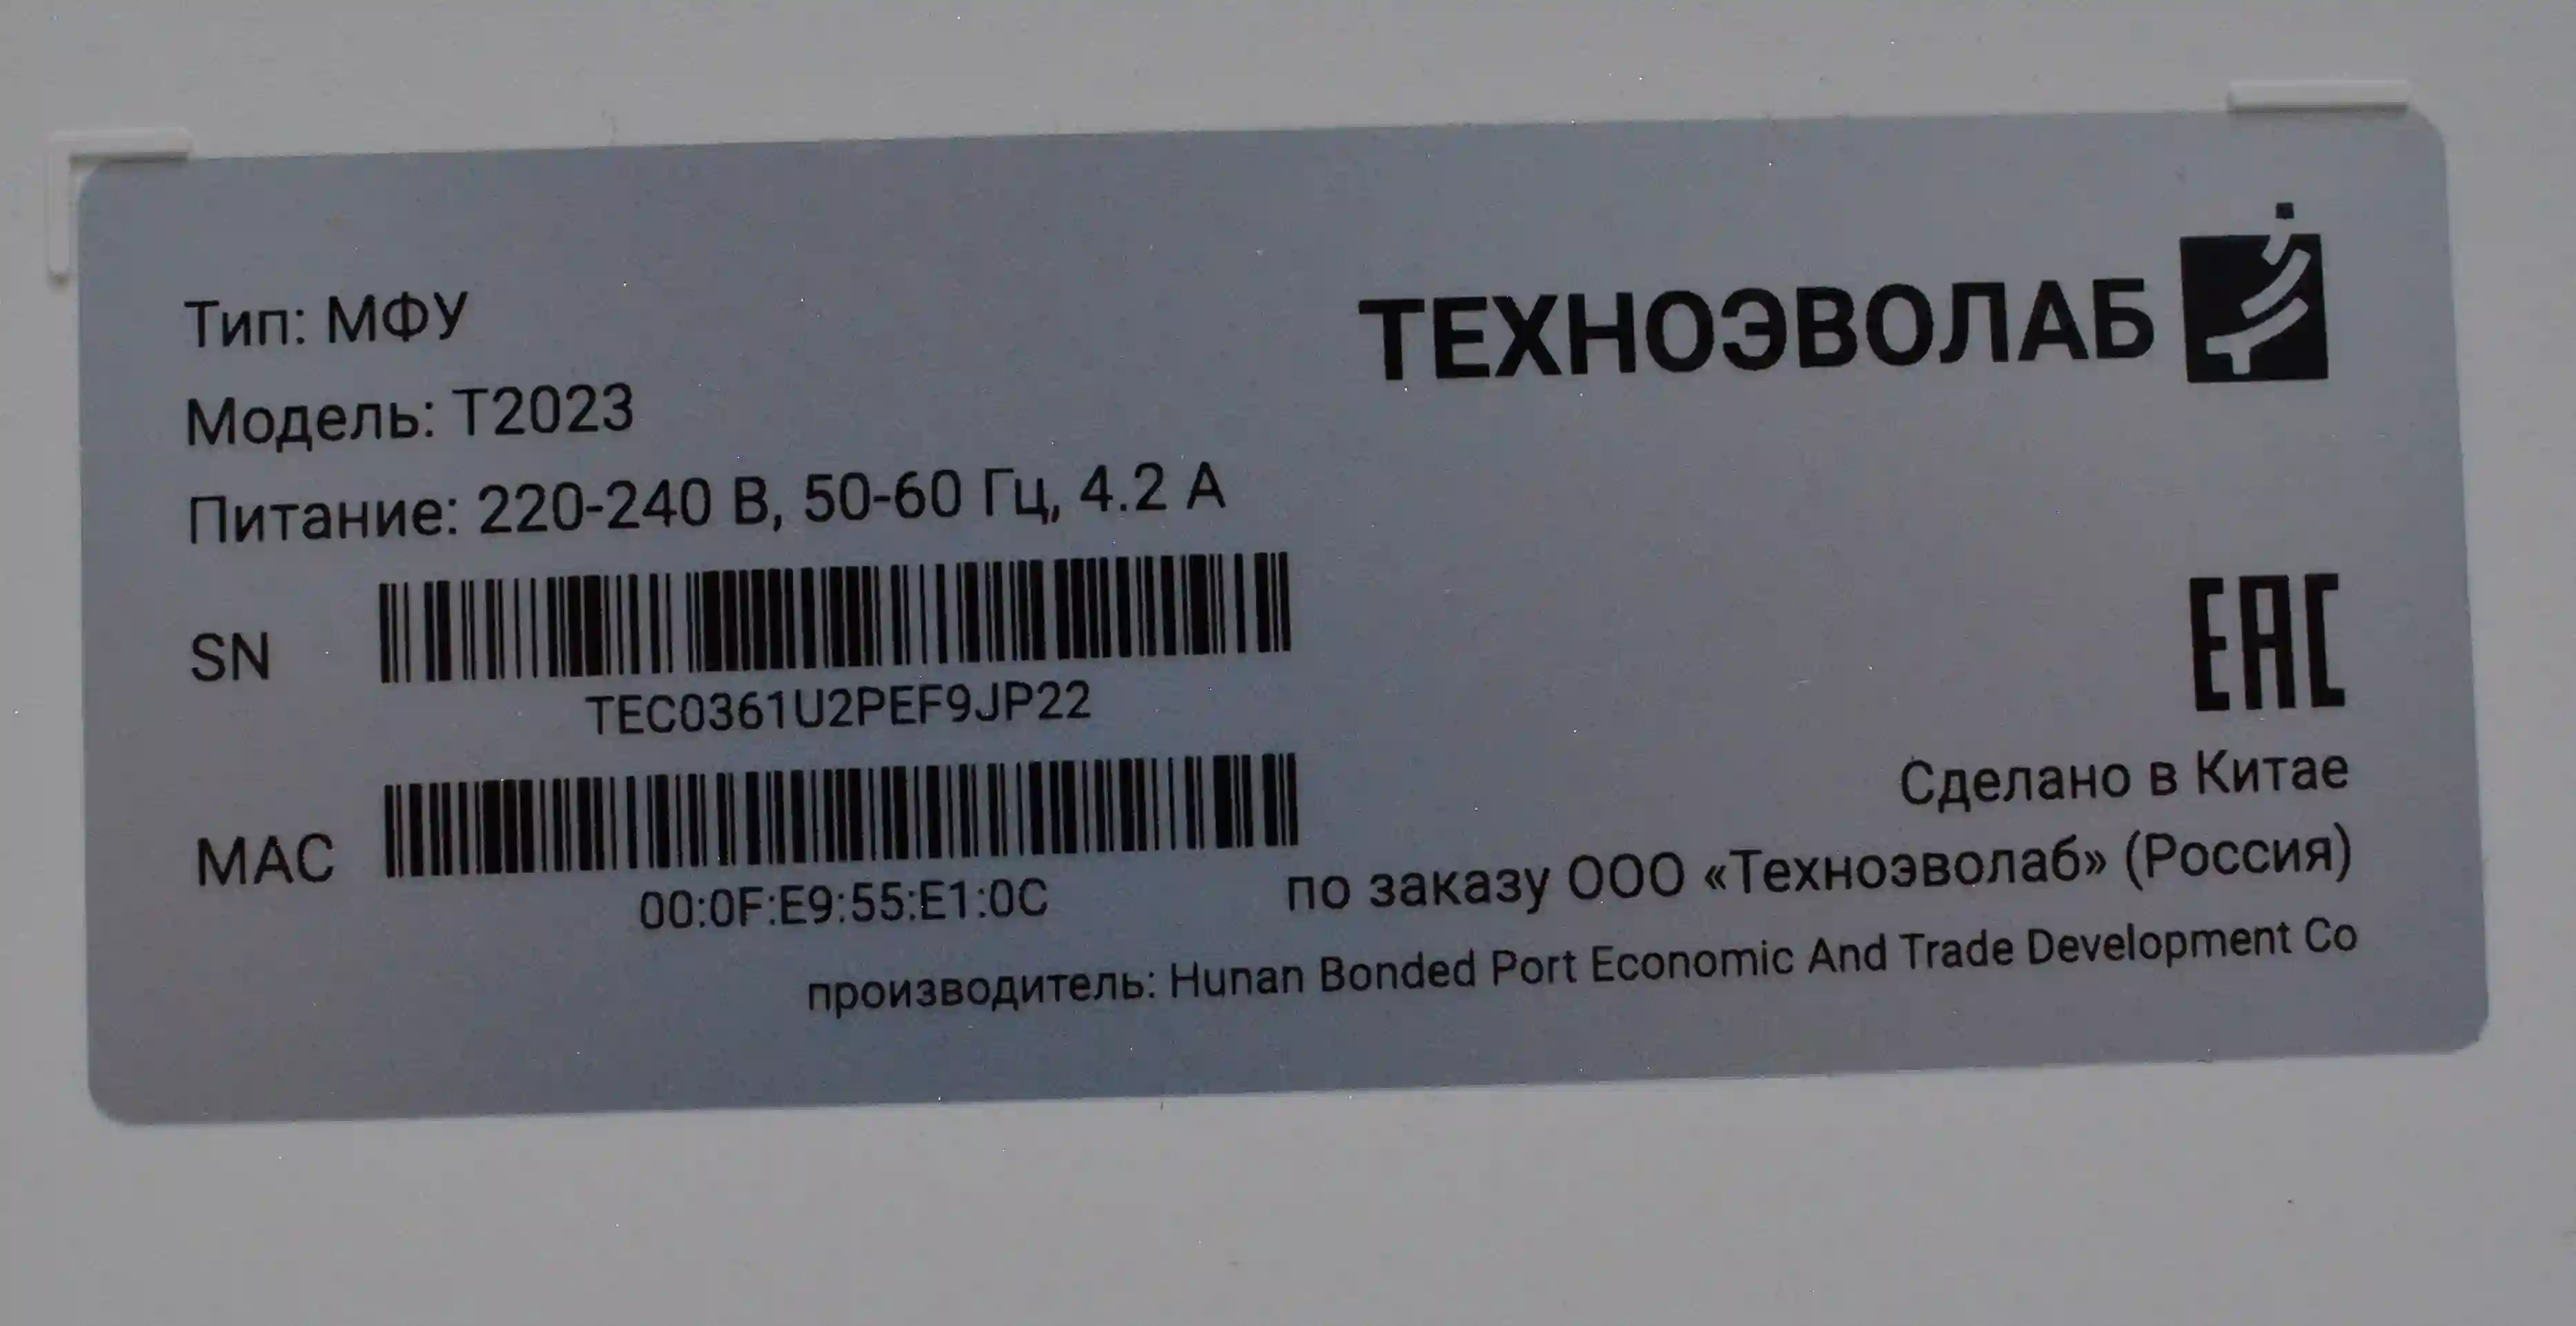 ТЕХНОЭВОЛАБ
Тип: МФУ
Модель: T2023
Питание: 220-240 В, 50-60 Гц, 4.2 А
SN
TEC0361U2PEF9JP22
MAC
00:0F:E9:55:E1:0C
EAC
Сделано в Китае
по заказу ООО «Техноэволаб» (Россия)
производитель: Hunan Bonded Port Economic And Trade Development Co